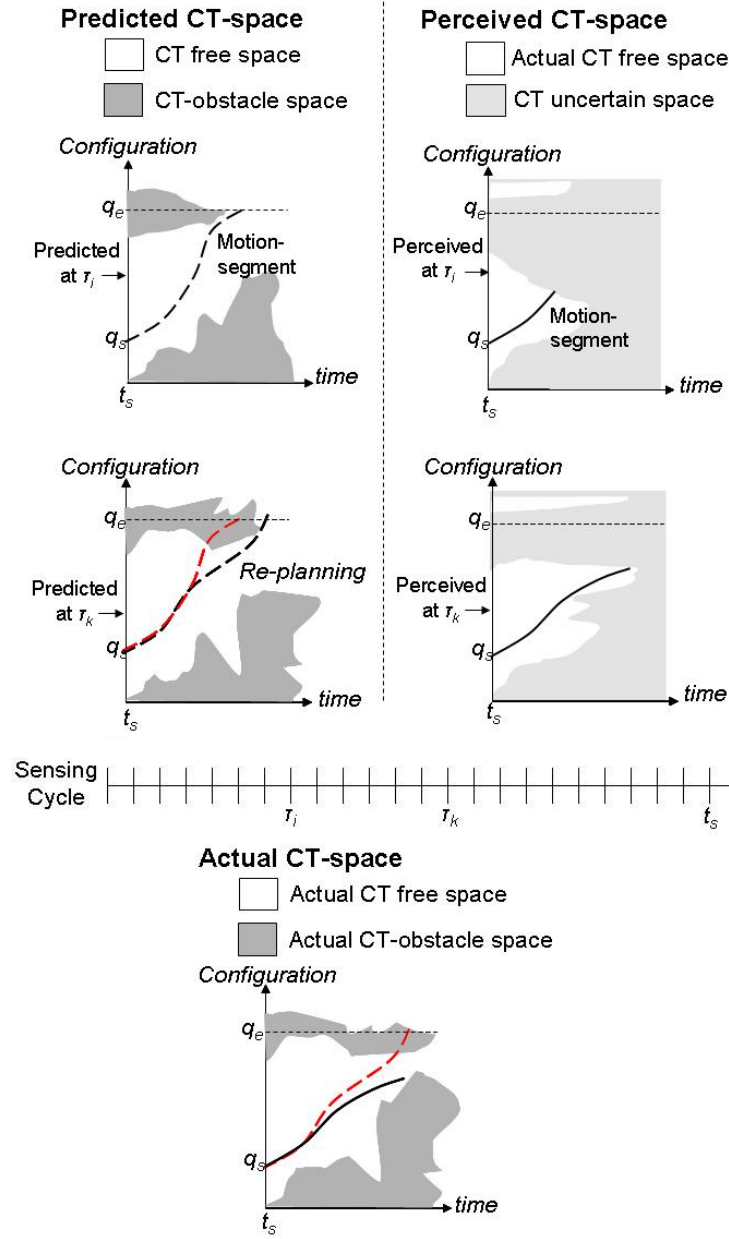 Predicted CT-space
CT free space
CT-obstacle space
Configuration
qe
Predicted
at τi
Motion-
segment
qs
ts
time
Perceived CT-space
Actual CT free space
CT uncertain space
Configuration
qe
Perceived
at τi
Motion-
segment
qs
ts
time
Configuration
qe
Re-planning
Predicted
at τk
qs
ts
time
Configuration
qe
Perceived
at τk
qs
ts
time
Sensing
Cycle
τi
τk
ts
Actual CT-space
Actual CT free space
Actual CT-obstacle space
Configuration
qe
qs
ts
time